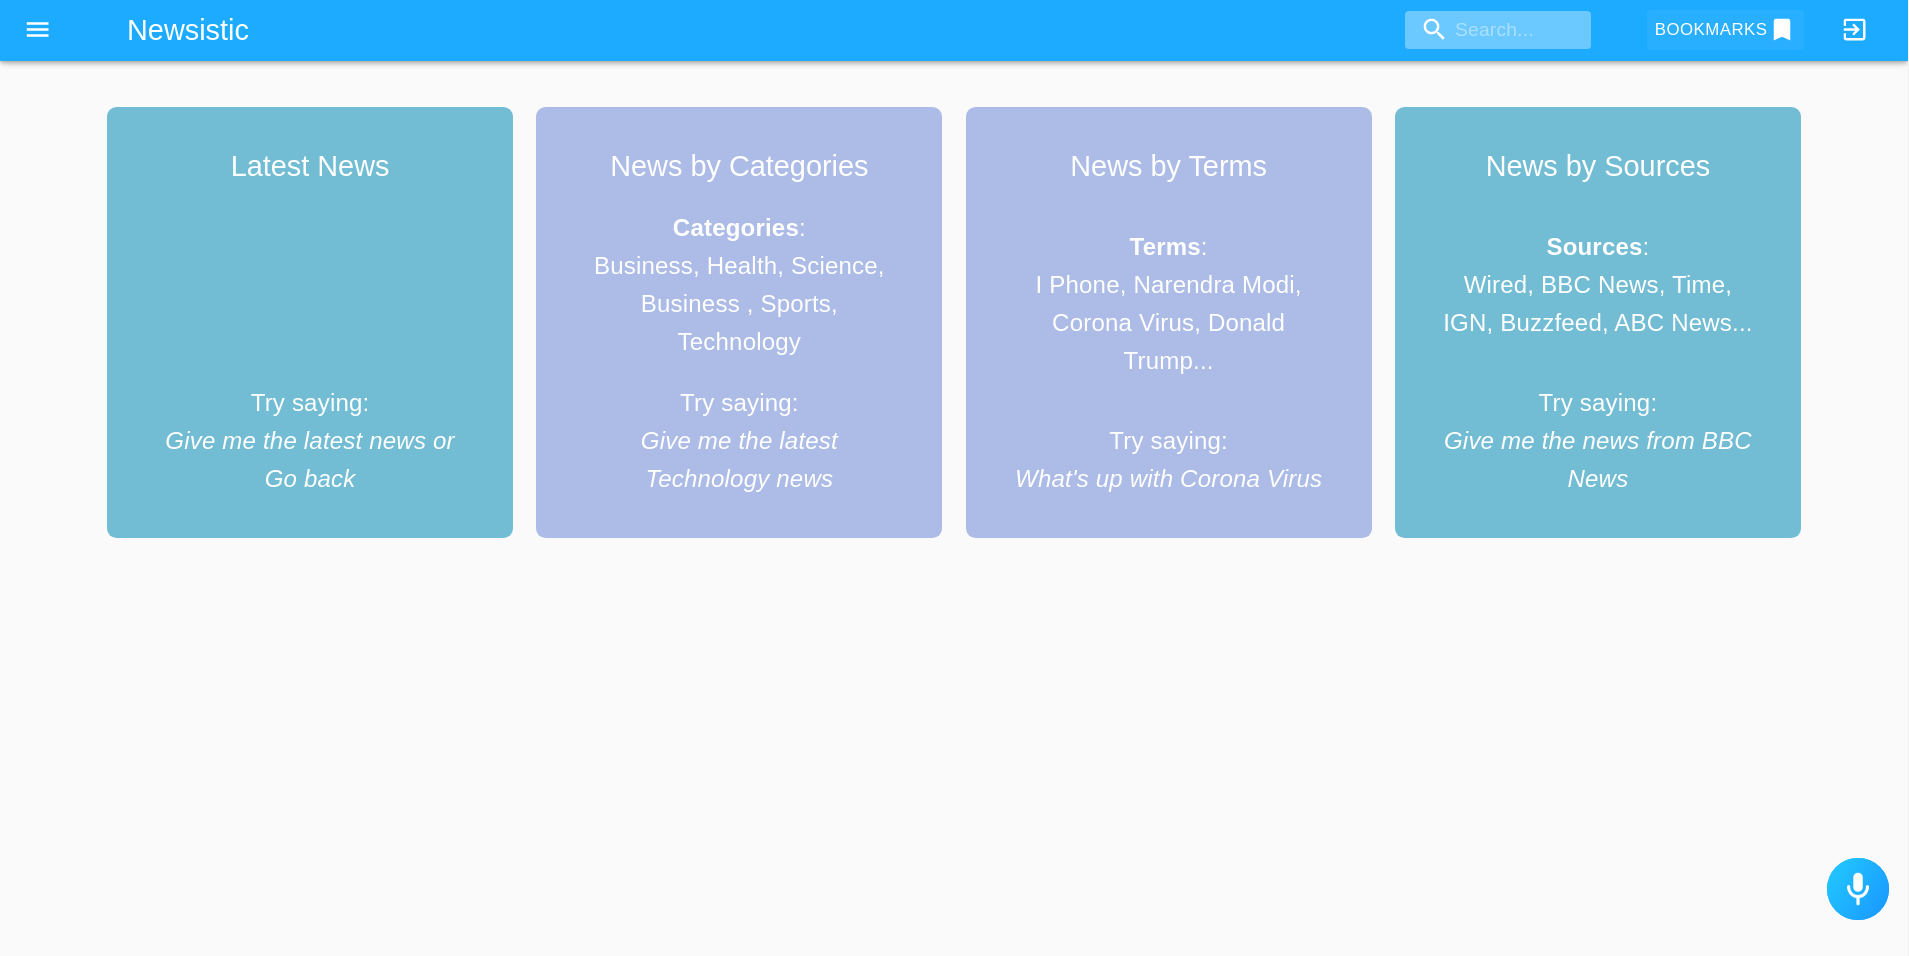 Newsistic
Search...
BOOKMARKS
Latest News
Try saying:
Give me the latest news or
Go back
News by Categories
Categories:
Business, Health, Science,
Business , Sports,
Technology
Try saying:
Give me the latest
Technology news
News by Terms
Terms:
I Phone, Narendra Modi,
Corona Virus, Donald
Trump...
Try saying:
What's up with Corona Virus
News by Sources
Sources:
Wired, BBC News, Time,
IGN, Buzzfeed, ABC News...
Try saying:
Give me the news from BBC
News